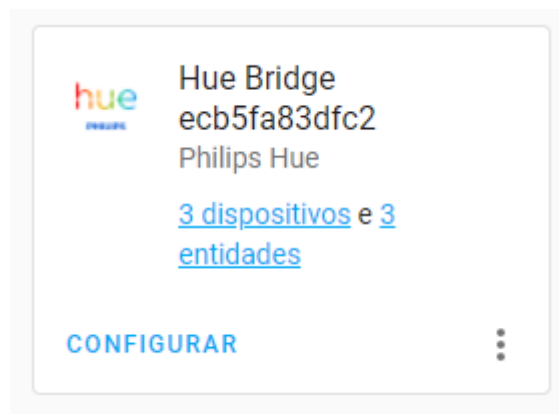 hue
PHILIPS
Hue Bridge
ecb5fa83dfc2
Philips Hue
3 dispositivos e 3
entidades
CONFIGURAR